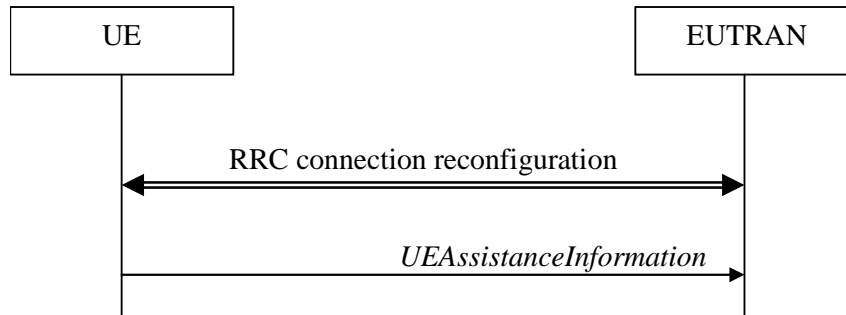 UE
EUTRAN
RRC connection reconfiguration
UEAssistanceInformation